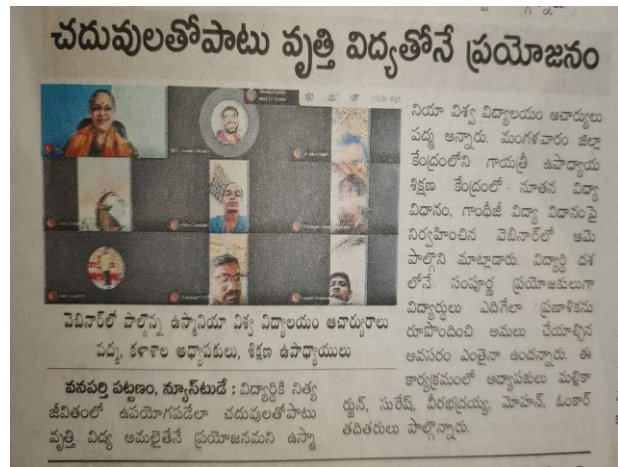 చదువులతోపాటు వృత్తి విద్యతోనే ప్రయోజనం
వెబినార్‌లో పాల్గొన్న ఉస్మానియా విశ్వ విద్యాలయం ఆచార్యురాలు
పద్మ, కళాశాల అధ్యాపకులు, శిక్షణ ఉపాధ్యాయులు
వనపర్తి పట్టణం, న్యూస్‌టుడే : విద్యార్థికి నిత్య
జీవితంలో ఉపయోగపడేలా చదువులతోపాటు
వృత్తి విద్య అమలైతేనే ప్రయోజనమని ఉస్మా
నియా విశ్వ విద్యాలయం ఆచార్యులు
పద్మ అన్నారు. మంగళవారం జిల్లా
కేంద్రంలోని గాయత్రీ ఉపాధ్యాయ
శిక్షణ కేంద్రంలో నూతన విద్యా
విధానం, గాంధీజీ విద్యా విధానంపై
నిర్వహించిన వెబినార్‌లో ఆమె
పాల్గొని మాట్లాడారు. విద్యార్థి దశ
లోనే సంపూర్ణ ప్రయోజకులుగా
విద్యార్థులు ఎదిగేలా ప్రణాళికను
రూపొందించి అమలు చేయాల్సిన
అవసరం ఎంతైనా ఉందన్నారు. ఈ
కార్యక్రమంలో అధ్యాపకులు మల్లికా
ర్జున్, సురేష్, వీరభద్రయ్య, మోహన్, ఓంకార్
తదితరులు పాల్గొన్నారు.